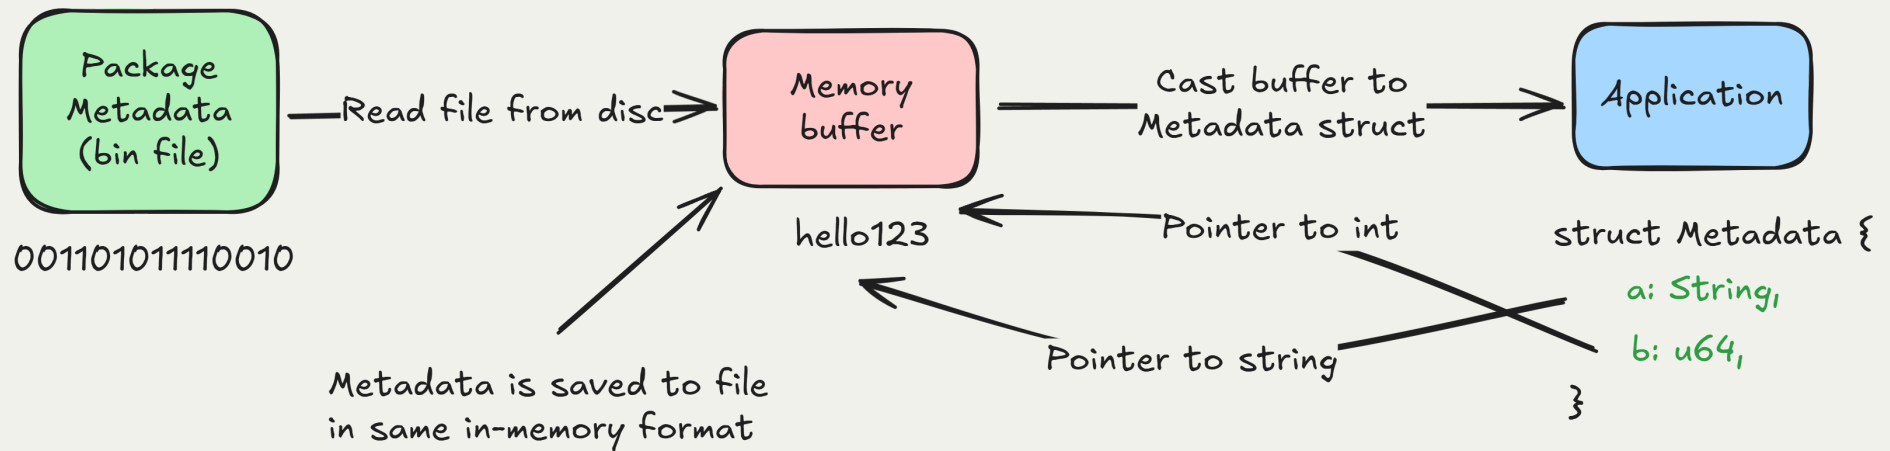 Package
Metadata
(bin file)
001101011110010
Read file from disc
Memory
buffer
hello123
Metadata is saved to file
in same in-memory format
Cast buffer to
Metadata struct
Pointer to int
Pointer to string
Application
struct Metadata {
a: String,
b: u64,
}